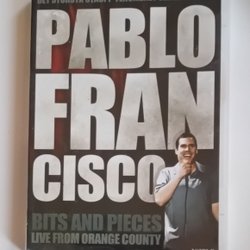 PABLO
FRAN
CISCO
BITS AND PIECES
LIVE FROM ORANGE COUNTY